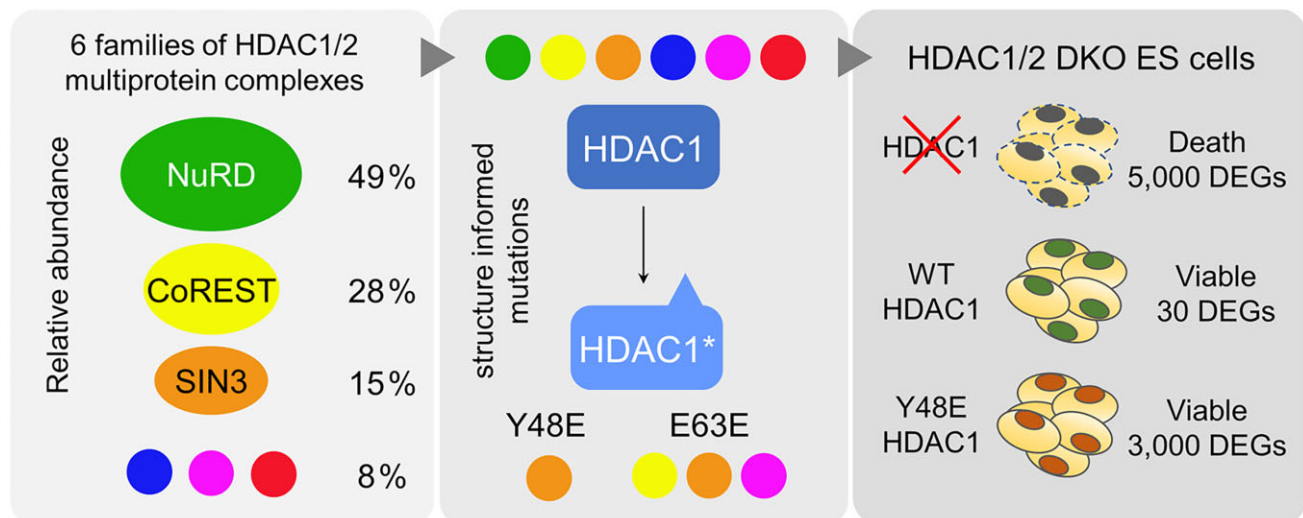 6 families of HDAC1/2
multiprotein complexes
Relative abundance
NuRD
49%
CoREST
28%
SIN3
15%
8%
structure informed
mutations
HDAC1
HDAC1*
Y48E
E63E
HDAC1/2 DKO ES cells
HDAC1
Death
5,000 DEGs
WT
HDAC1
Viable
30 DEGs
Y48E
HDAC1
Viable
3,000 DEGs